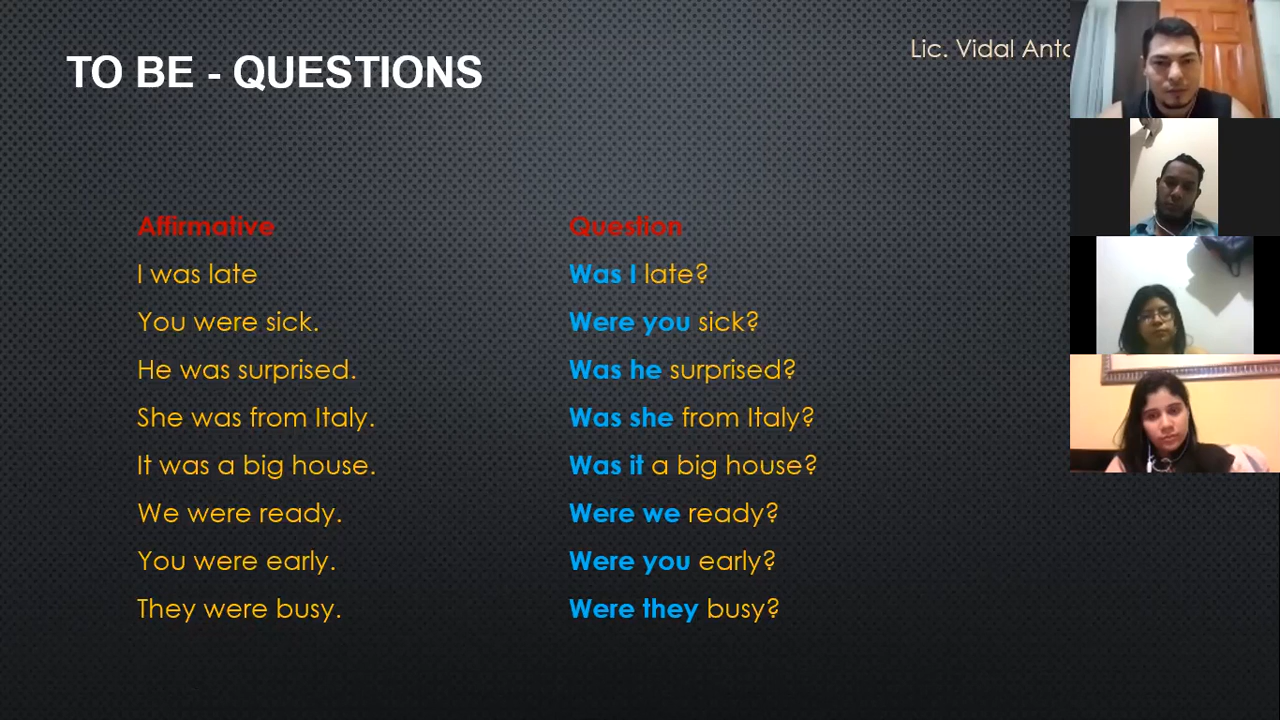 TO BE - QUESTIONS
Lic. Vidal
Affirmative Question
I was late Was I late?
You were sick. Were you sick?
He was surprised. Was he surprised?
She was from Italy. Was she from Italy?
It was a big house. Was it a big house?
We were ready. Were we ready?
You were early. Were you early?
They were busy. Were they busy?